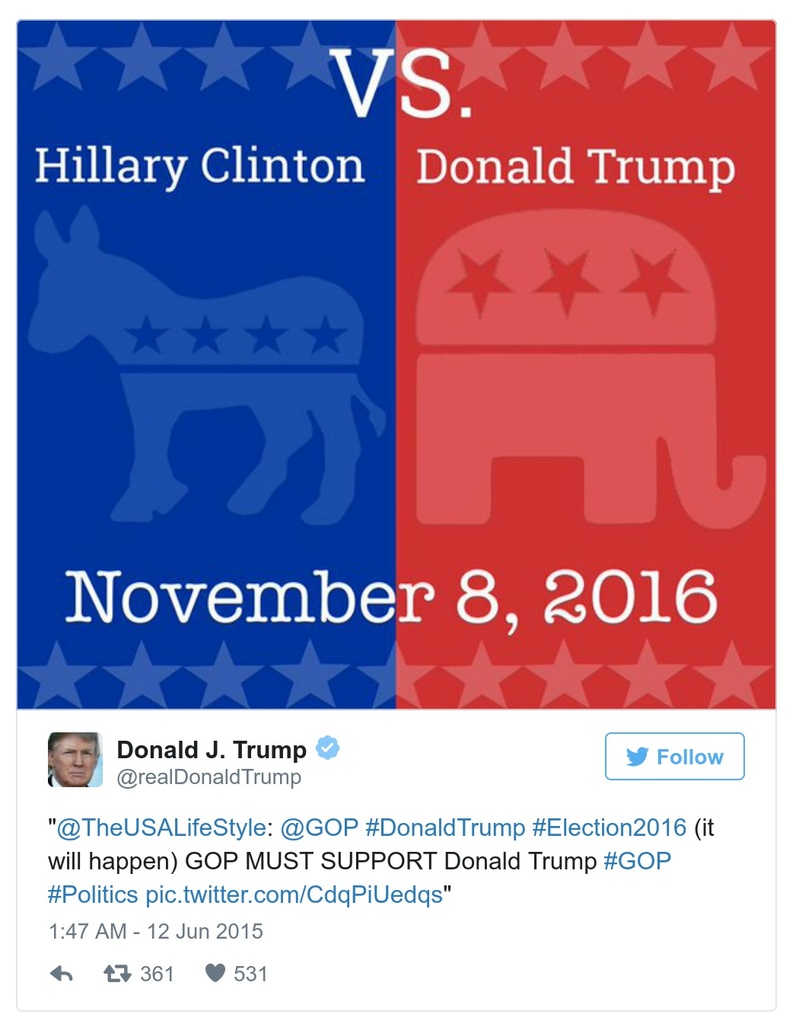 VS.
Hillary Clinton Donald Trump
November 8, 2016
Donald J. Trump
@realDonaldTrump
Follow
"@TheUSALifeStyle: @GOP #DonaldTrump #Election2016 (it
will happen) GOP MUST SUPPORT Donald Trump #GOP
#Politics pic.twitter.com/CdqPiUedqs"
1:47 AM - 12 Jun 2015
361 531